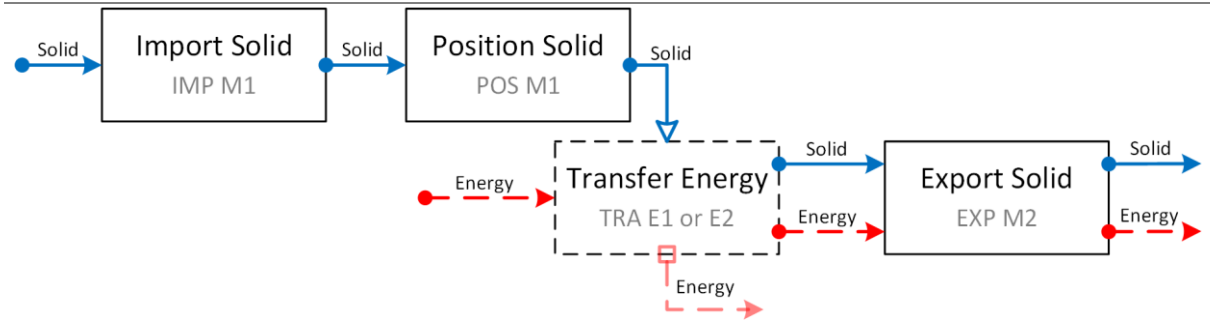 Solid
Import Solid
IMP M1
Solid
Position Solid
POS M1
Solid
Energy
Transfer Energy
TRA E1 or E2
Solid
Energy
Energy
Export Solid
EXP M2
Solid
Energy